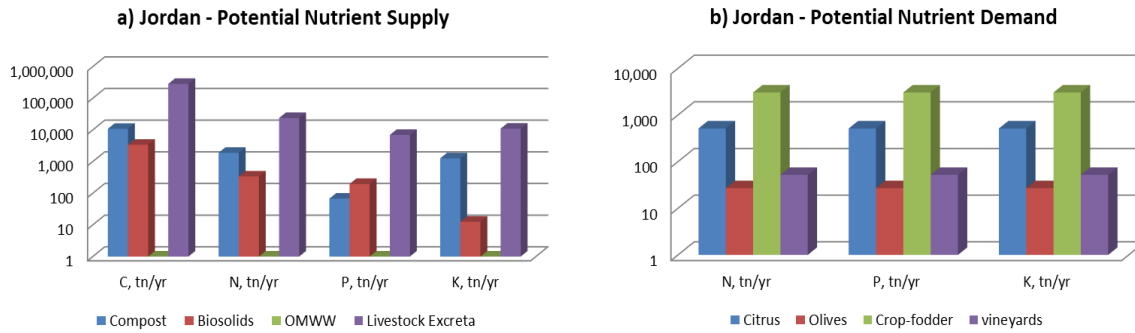 a) Jordan - Potential Nutrient Supply
1,000,000
100,000
10,000
1,000
100
10
1
C, tn/yr N, tn/yr P, tn/yr K, tn/yr
Compost Biosolids OMWW Livestock Excreta
b) Jordan - Potential Nutrient Demand
10,000
1,000
100
10
1
N, tn/yr P, tn/yr K, tn/yr
Citrus Olives Crop-fodder vineyards